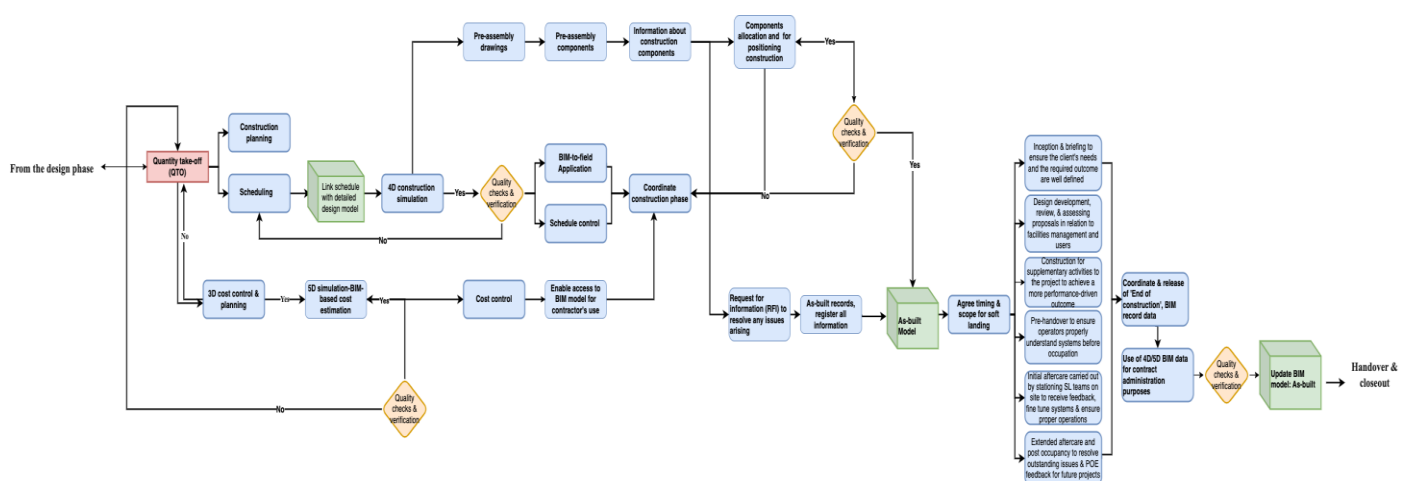 Pre-assembly
drawings
Pre-assembly
components
Information about
construction
components
Components
allocation and  for
positioning
construction
Yes
Quality
checks &
verification
Yes
No
From the design phase
Quantity take-off
(QTO)
Construction
planning
Scheduling
Link schedule
with detailed
design model
4D construction
simulation
Yes
Quality
checks &
verification
No
BIM-to-field
Application
Schedule control
Coordinate
construction phase
No
3D cost control &
planning
Yes
5D simulation-BIM-
based cost
estimation
Yes
Cost control
Enable access to
BIM model for
contractor's use
Quality
checks &
verification
No
Request for
information (RFI) to
resolve any issues
arising
As-built records,
register all
information
As-built
Model
Agree timing &
scope for soft
landing
Inception & briefing to
ensure the client's needs
and the required outcome
are well defined
Design development,
review, & assessing
proposals in relation to
facilities management and
users
Construction for
supplementary activities to
the project to achieve a
more performance-driven
outcome
Pre-handover to ensure
operators properly
understand systems before
occupation
Initial aftercare carried out
by stationing SL teams on
site to receive feedback,
fine tune systems & ensure
proper operations
Extended aftercare and
post occupancy to resolve
outstanding issues & POE
feedback for future projects
Coordinate & release
of 'End of
construction', BIM
record data
Use of 4D/5D BIM data
for contract
administration
purposes
Quality
checks &
verification
Update BIM
model: As-built
Handover &
closeout